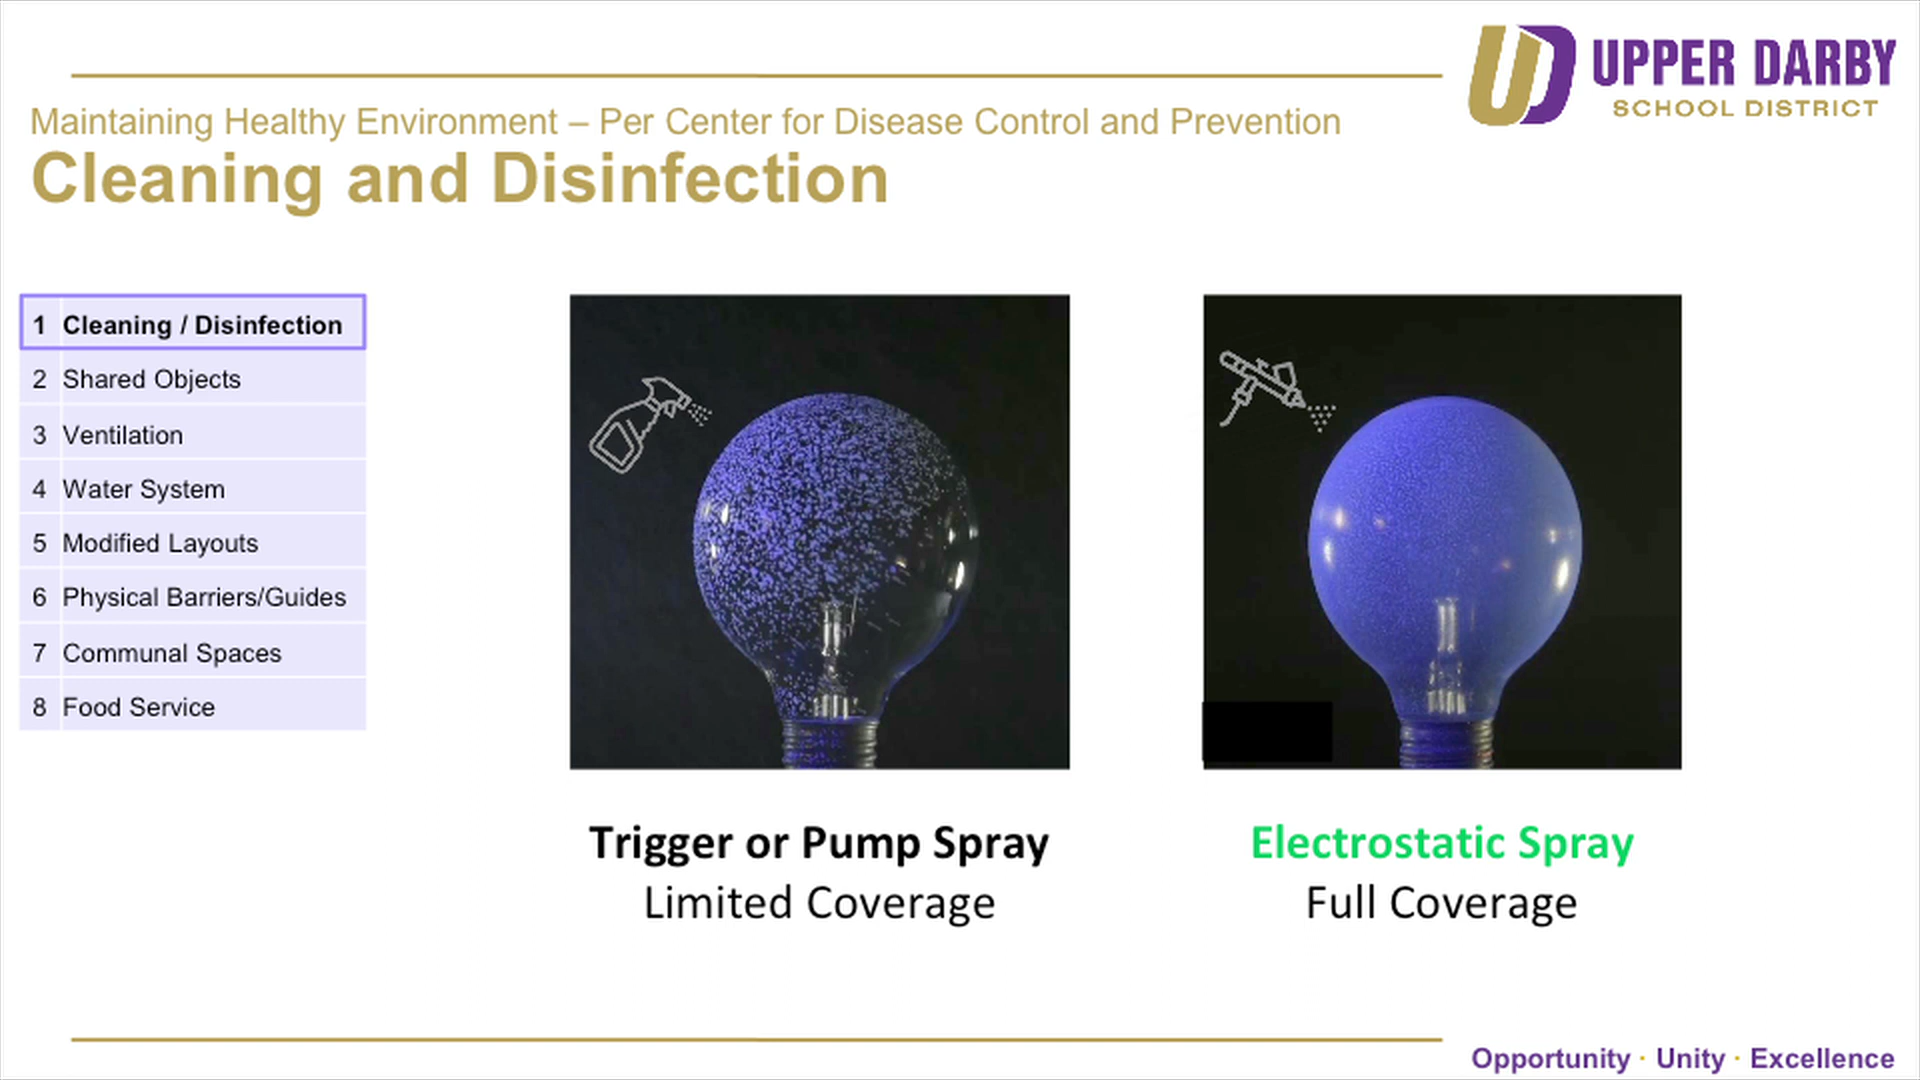 UPPER DARBY
SCHOOL DISTRICT
Maintaining Healthy Environment – Per Center for Disease Control and Prevention
Cleaning and Disinfection
1 Cleaning / Disinfection
2 Shared Objects
3 Ventilation
4 Water System
5 Modified Layouts
6 Physical Barriers/Guides
7 Communal Spaces
8 Food Service
Trigger or Pump Spray
Limited Coverage
Electrostatic Spray
Full Coverage
Opportunity · Unity · Excellence